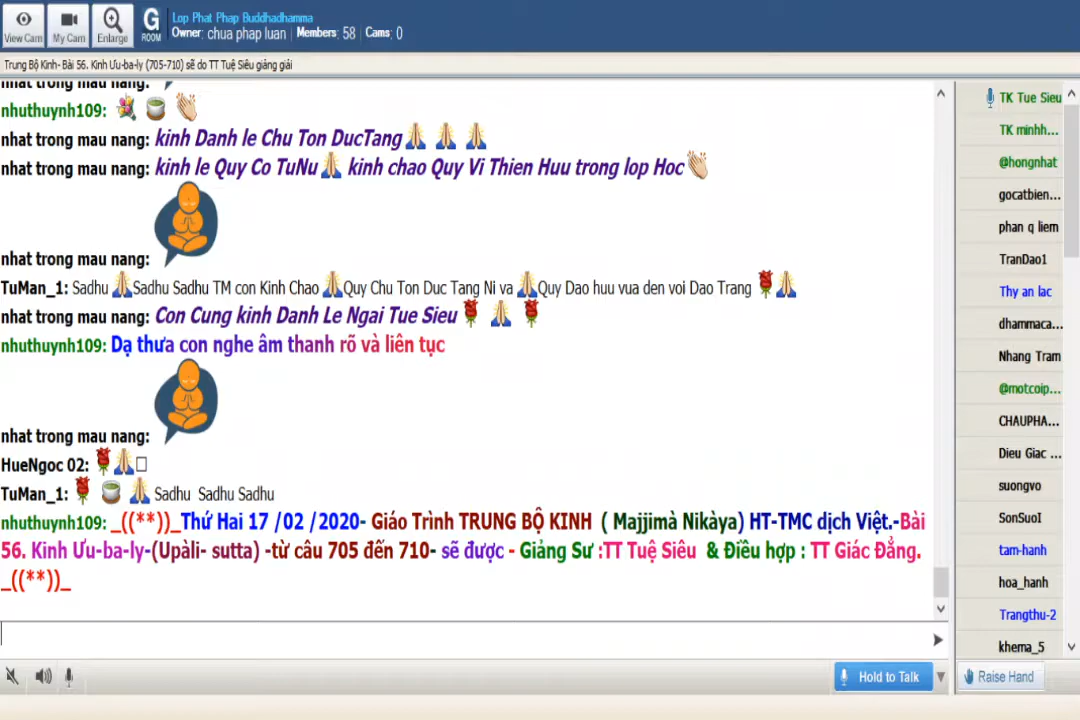 View Cam My Cam Enlarge G ROOM
Lop Phat Phap Buddhadhamma
Owner: chua phap luan Members: 58 Cams: 0
Trung Bộ Kinh- Bài 56. Kinh Ưu-ba-ly (705-710) sẽ do TT Tuệ Siêu giảng giải
nhat trong mau nang:
nhuthuynh109:
nhat trong mau nang: kinh Danh le Chu Ton DucTang
nhat trong mau nang: kinh le Quy Co TuNu kinh chao Quy Vi Thien Huu trong lop Hoc
nhat trong mau nang:
TuMan_1: Sadhu Sadhu Sadhu TM con Kinh Chao Quy Chu Ton Duc Tang Ni va Quy Dao huu vua den voi Dao Trang
nhat trong mau nang: Con Cung kinh Danh Le Ngai Tue Sieu
nhuthuynh109: Dạ thưa con nghe âm thanh rõ và liên tục
nhat trong mau nang:
HueNgoc 02:
TuMan_1: Sadhu Sadhu Sadhu
nhuthuynh109: _((**))_Thứ Hai 17 /02 /2020- Giáo Trình TRUNG BỘ KINH ( Majjimà Nikàya) HT-TMC dịch Việt.-Bài
56. Kinh Ưu-ba-ly-(Upàli- sutta) -từ câu 705 đến 710- sẽ được - Giảng Sư :TT Tuệ Siêu & Điều hợp : TT Giác Đẳng.
_((**))_
TK Tue Sieu
TK minhh...
@hongnhat
gocatbien...
phan q liem
TranDao1
Thy an lac
dhammaca...
Nhang Tram
@motcoip...
CHAUPHA...
Dieu Giac ...
suongvo
SonSuoI
tam-hanh
hoa_hanh
Trangthu-2
khema_5
Hold to Talk
Raise Hand